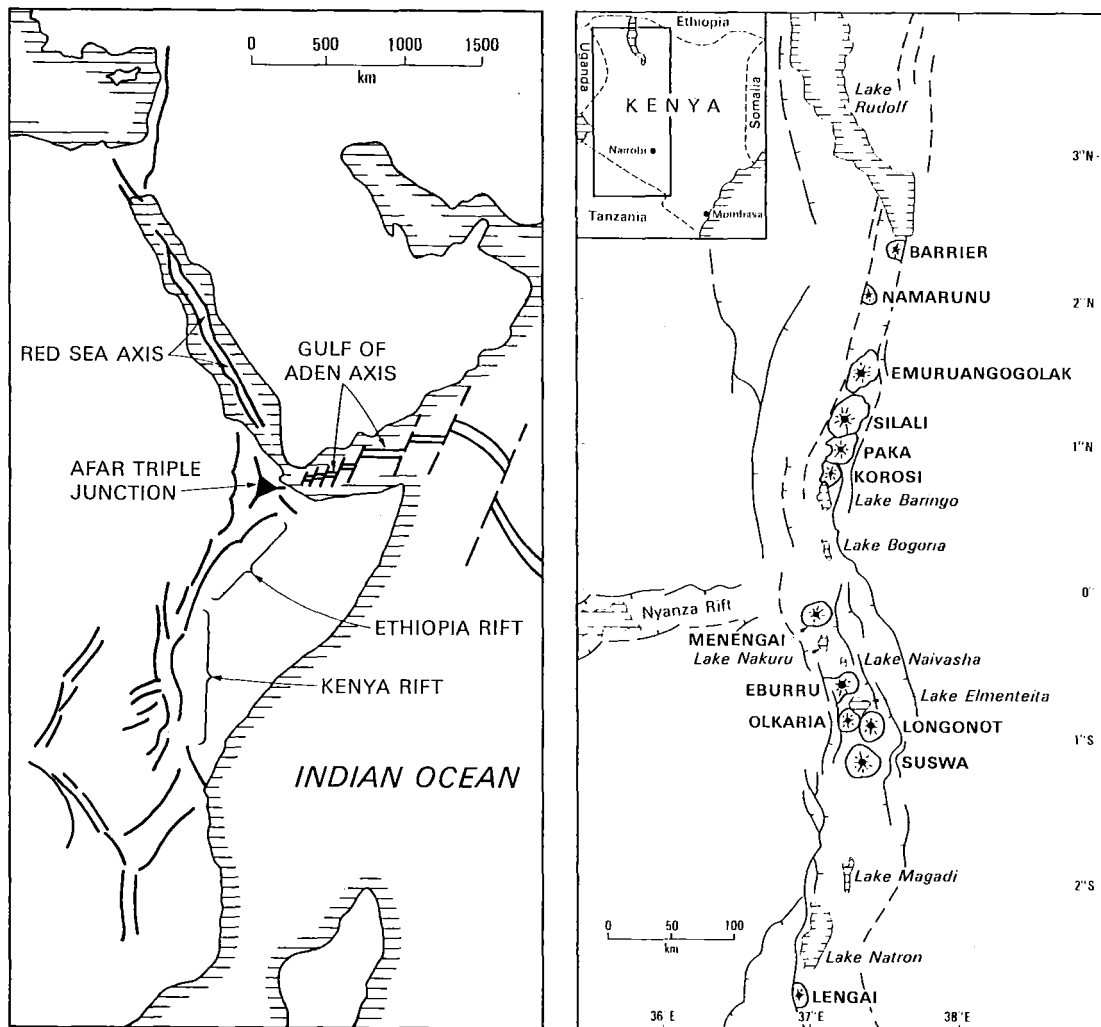 0 500 1000 1500
km
RED SEA AXIS
GULF OF
ADEN AXIS
AFAR TRIPLE
JUNCTION
ETHIOPIA RIFT
KENYA RIFT
INDIAN OCEAN
Ethiopia
Uganda
KENYA
Somalia
Nairobi
Tanzania
Mombasa
Lake
Rudolf
3°N
BARRIER
NAMARUNU
2°N
EMURUANGOGOLAK
SILALI
PAKA
1°N
KOROSI
Lake Baringo
Lake Bogoria
0°
Nyanza Rift
MENENGAI
Lake Nakuru
Lake Naivasha
EBURRU
Lake Elmenteita
OLKARIA
LONGONOT
1°S
SUSWA
Lake Magadi
2°S
0 50 100
km
Lake Natron
LENGAI
36°E 37°E 38°E